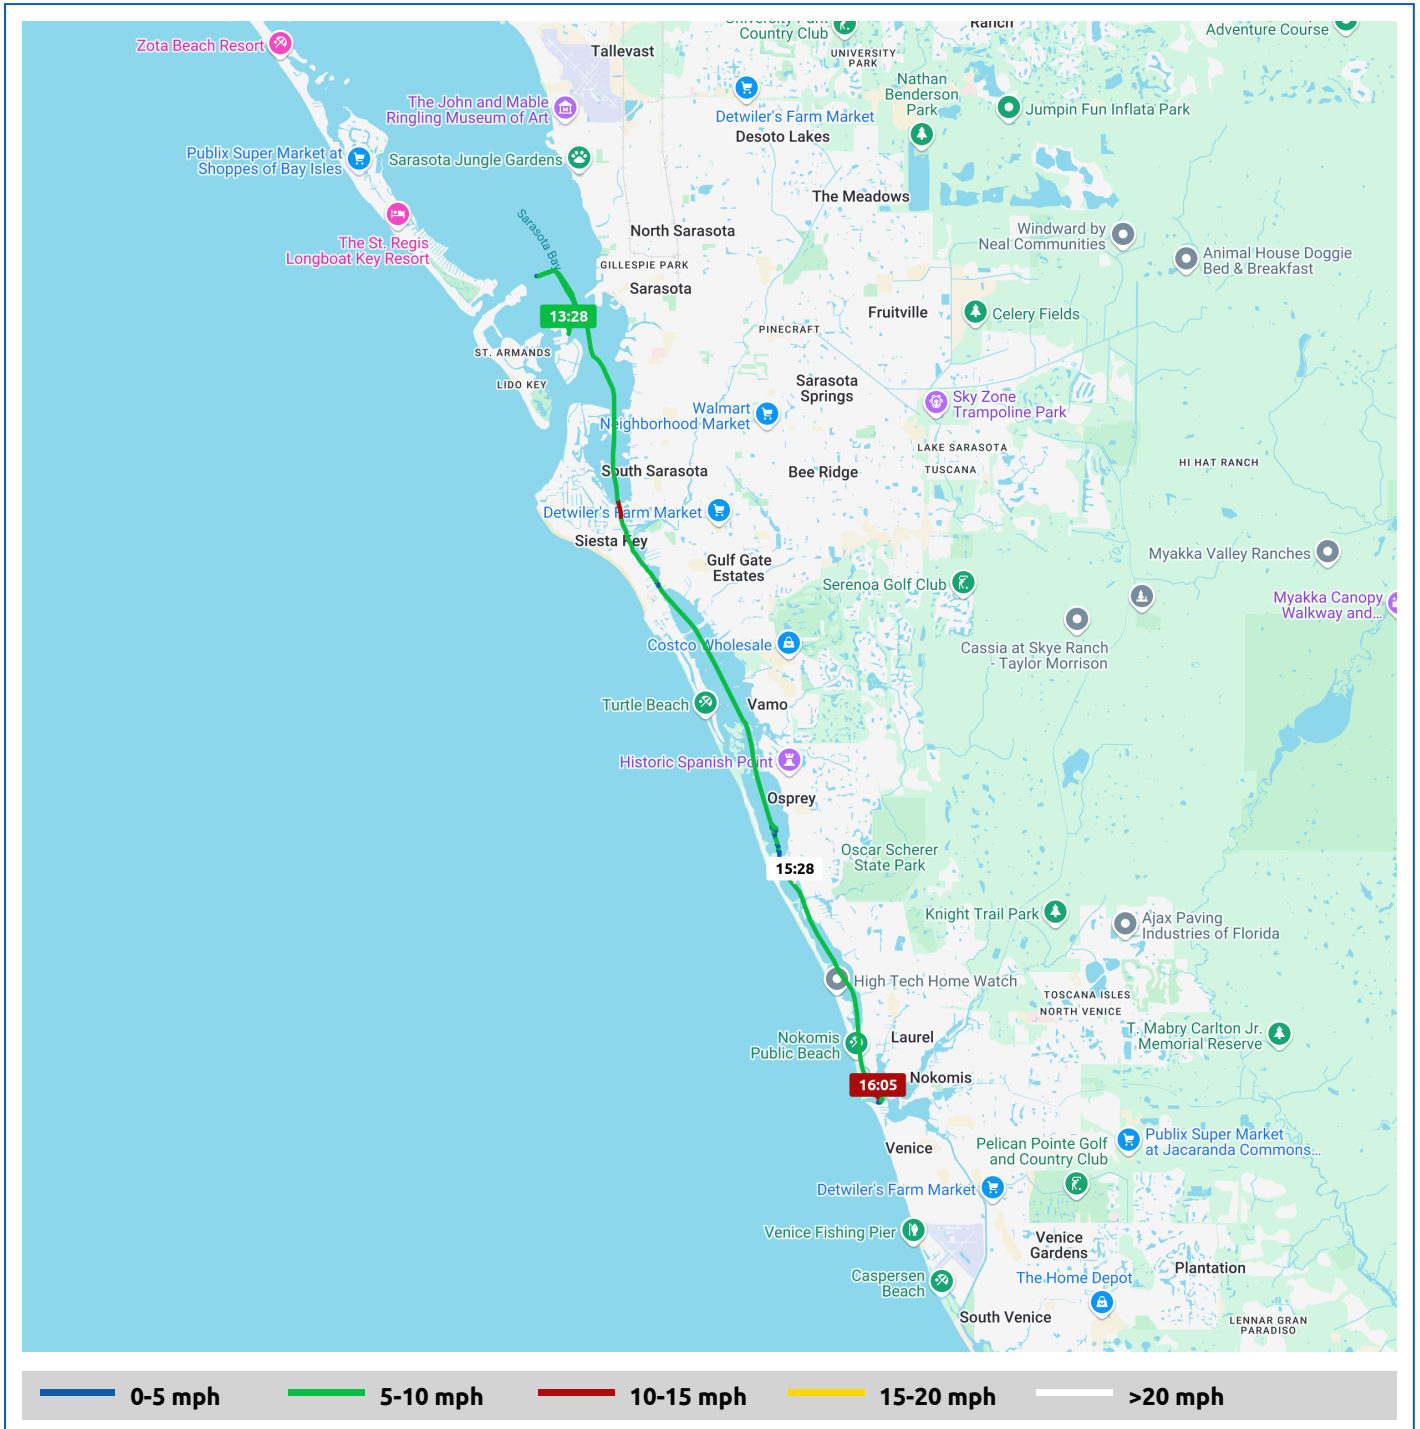 University Park
Country Club
Ranch
Adventure Course
Zota Beach Resort
Tallevast
UNIVERSITY
PARK
Nathan
Benderson
Park
The John and Mable
Ringling Museum of Art
Detwiler's Farm Market
Jumpin Fun Inflata Park
Desoto Lakes
Publix Super Market at
Shoppes of Bay Isles
Sarasota Jungle Gardens
The Meadows
Sarasota Bay
North Sarasota
Windward by
Neal Communities
The St. Regis
Longboat Key Resort
Animal House Doggie
Bed & Breakfast
GILLESPIE PARK
Sarasota
Fruitville
Celery Fields
13:28
PINECRAFT
ST. ARMANDS
LIDO KEY
Sarasota
Springs
Sky Zone
Trampoline Park
Walmart
Neighborhood Market
LAKE SARASOTA
HI HAT RANCH
South Sarasota
Bee Ridge
TUSCANA
Detwiler's Farm Market
Siesta Key
Gulf Gate
Estates
Myakka Valley Ranches
Serenoa Golf Club
Myakka Canopy
Walkway and...
Costco Wholesale
Cassia at Skye Ranch
- Taylor Morrison
Turtle Beach
Vamo
Historic Spanish Point
Osprey
Oscar Scherer
State Park
15:28
Knight Trail Park
Ajax Paving
Industries of Florida
High Tech Home Watch
TOSCANA ISLES
NORTH VENICE
Nokomis
Public Beach
Laurel
T. Mabry Carlton Jr.
Memorial Reserve
16:05
Nokomis
Venice
Pelican Pointe Golf
and Country Club
Publix Super Market
at Jacaranda Commons...
Detwiler's Farm Market
Venice Fishing Pier
Venice
Gardens
Plantation
Caspersen
Beach
The Home Depot
South Venice
LENNAR GRAN
PARADISO
0-5 mph
5-10 mph
10-15 mph
15-20 mph
>20 mph